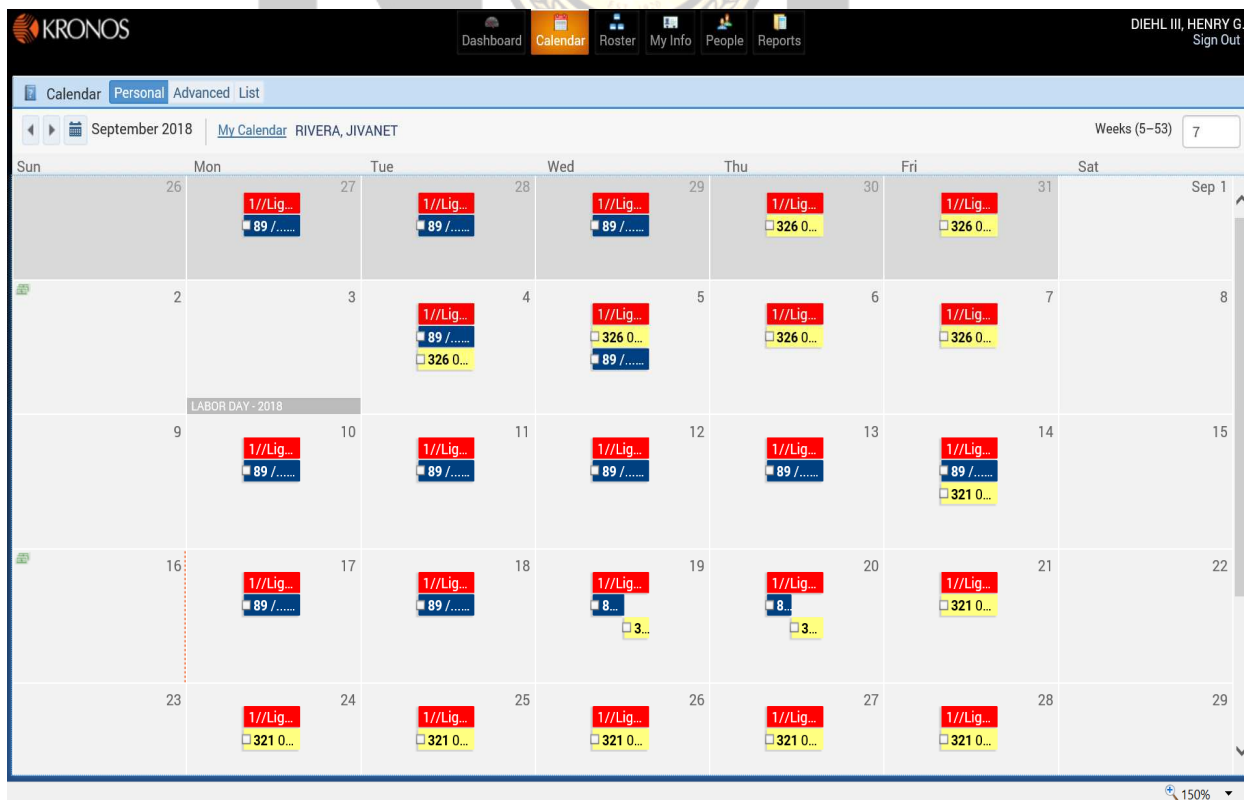 KRONOS
Dashboard Calendar Roster My Info People Reports
DIEHL III, HENRY G.
Sign Out
Calendar Personal Advanced List
September 2018 My Calendar RIVERA, JIVANET Weeks (5–53) 7
Sun Mon Tue Wed Thu Fri Sat
26 27 28 29 30 31 Sep 1
1//Lig... 1//Lig... 1//Lig... 1//Lig... 1//Lig...
89 /...... 89 /...... 89 /...... 326 0... 326 0...
2 3 4 5 6 7 8
1//Lig... 1//Lig... 1//Lig... 1//Lig...
89 /...... 326 0... 326 0... 326 0...
326 0... 89 /......
LABOR DAY - 2018
9 10 11 12 13 14 15
1//Lig... 1//Lig... 1//Lig... 1//Lig... 1//Lig...
89 /...... 89 /...... 89 /...... 89 /...... 89 /......
321 0...
16 17 18 19 20 21 22
1//Lig... 1//Lig... 1//Lig... 1//Lig... 1//Lig...
89 /...... 89 /...... 8... 8... 321 0...
3... 3...
23 24 25 26 27 28 29
1//Lig... 1//Lig... 1//Lig... 1//Lig... 1//Lig...
321 0... 321 0... 321 0... 321 0... 321 0...
150%